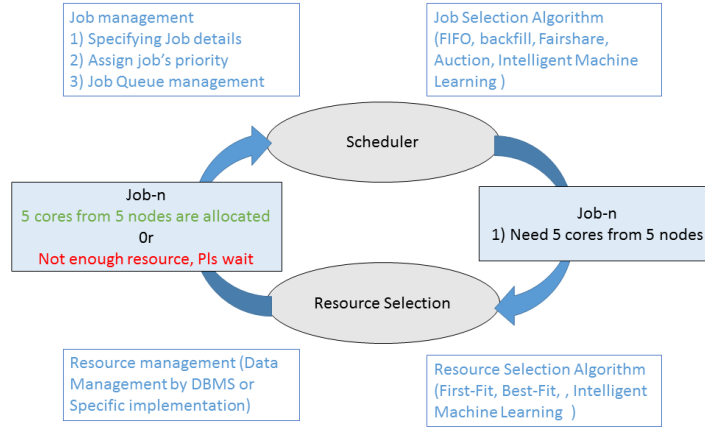 Job management
1) Specifying Job details
2) Assign job's priority
3) Job Queue management
Job Selection Algorithm
(FIFO, backfill, Fairshare,
Auction, Intelligent Machine
Learning )
Scheduler
Job-n
5 cores from 5 nodes are allocated
0r
Not enough resource, Pls wait
Job-n
1) Need 5 cores from 5 nodes
Resource Selection
Resource management (Data
Management by DBMS or
Specific implementation)
Resource Selection Algorithm
(First-Fit, Best-Fit, , Intelligent
Machine Learning  )